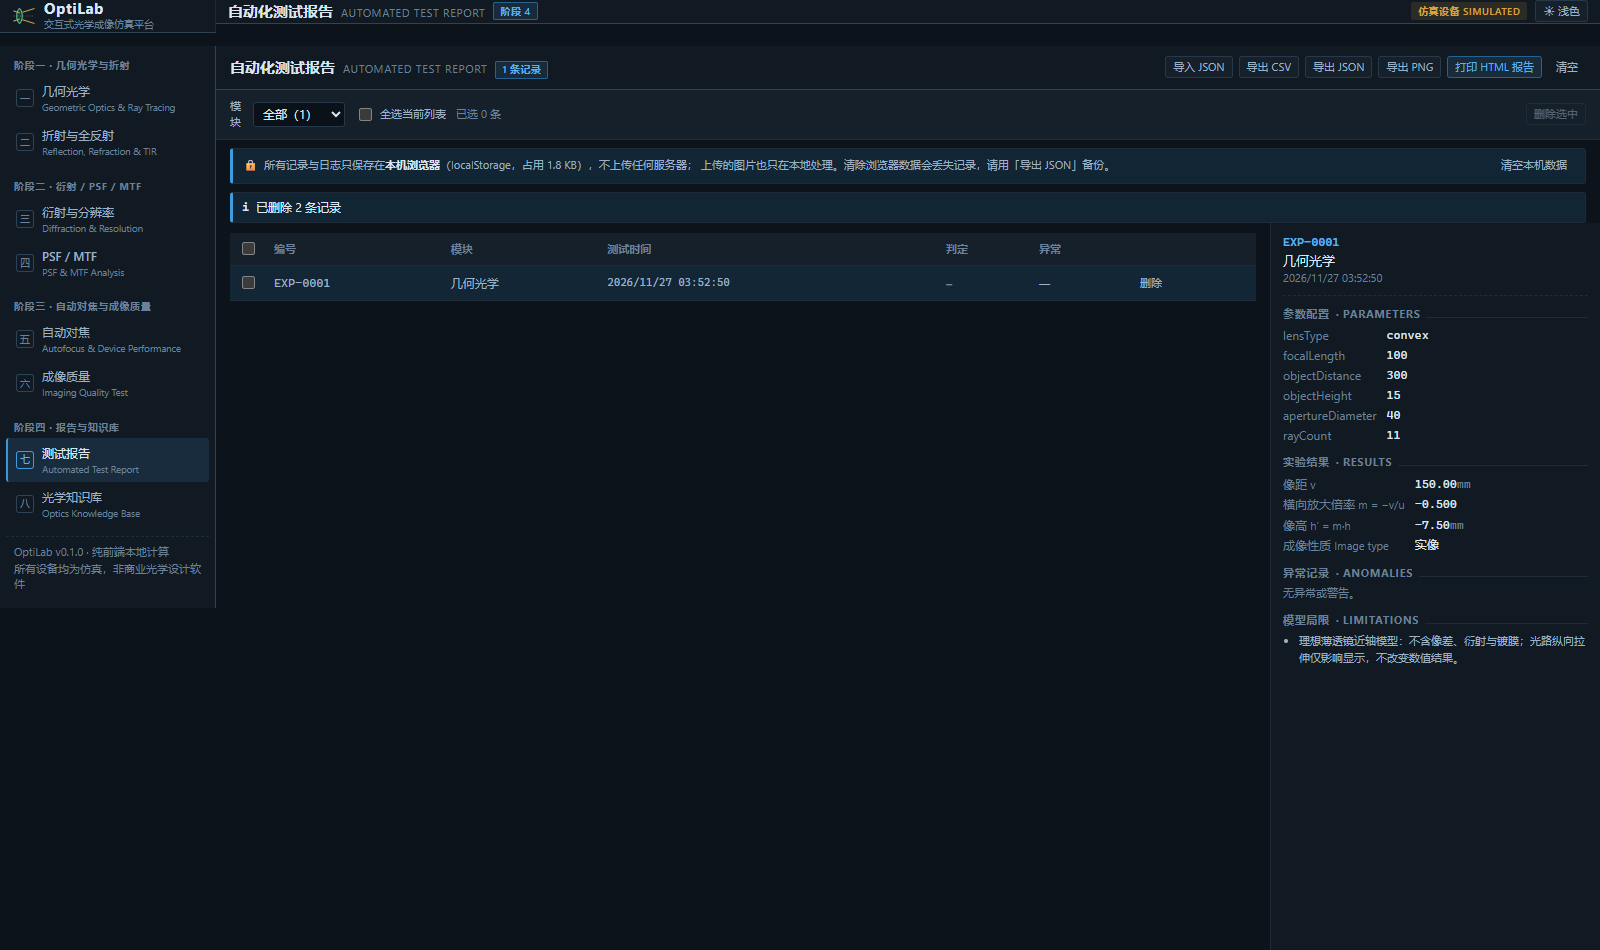 OptiLab
交互式光学成像仿真平台
自动化测试报告 AUTOMATED TEST REPORT 阶段 4
仿真设备 SIMULATED
☀ 浅色
阶段一 · 几何光学与折射
一 几何光学
Geometric Optics & Ray Tracing
二 折射与全反射
Reflection, Refraction & TIR
阶段二 · 衍射 / PSF / MTF
三 衍射与分辨率
Diffraction & Resolution
四 PSF / MTF
PSF & MTF Analysis
阶段三 · 自动对焦与成像质量
五 自动对焦
Autofocus & Device Performance
六 成像质量
Imaging Quality Test
阶段四 · 报告与知识库
七 测试报告
Automated Test Report
八 光学知识库
Optics Knowledge Base
OptiLab v0.1.0 · 纯前端本地计算
所有设备均为仿真，非商业光学设计软
件
自动化测试报告 AUTOMATED TEST REPORT 1 条记录
导入 JSON 导出 CSV 导出 JSON 导出 PNG 打印 HTML 报告 清空
模
块
全部（1） 全选当前列表 已选 0 条 删除选中
所有记录与日志只保存在本机浏览器（localStorage，占用 1.8 KB），不上传任何服务器； 上传的图片也只在本地处理。清除浏览器数据会丢失记录，请用「导出 JSON」备份。 清空本机数据
i 已删除 2 条记录
编号 模块 测试时间 判定 异常
EXP-0001 几何光学 2026/11/27 03:52:50 – — 删除
EXP-0001
几何光学
2026/11/27 03:52:50
参数配置 · PARAMETERS
lensType convex
focalLength 100
objectDistance 300
objectHeight 15
apertureDiameter 40
rayCount 11
实验结果 · RESULTS
像距 v 150.00mm
横向放大倍率 m = −v/u −0.500
像高 h' = m·h −7.50mm
成像性质 Image type 实像
异常记录 · ANOMALIES
无异常或警告。
模型局限 · LIMITATIONS
• 理想薄透镜近轴模型：不含像差、衍射与镀膜；光路纵向拉
伸仅影响显示，不改变数值结果。